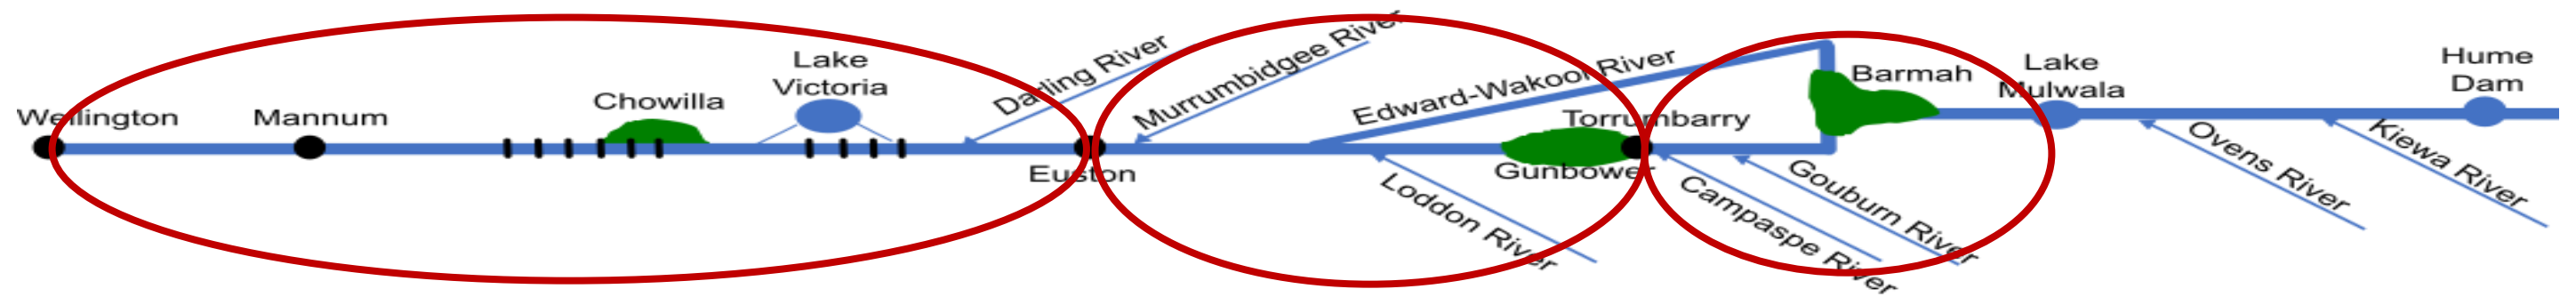 Wellington
Mannum
Chowilla
Lake
Victoria
Darling River
Euston
Murrumbidgee River
Edward-Wakool River
Loddon River
Torrumbarry
Gunbower
Campaspe River
Gouburn River
Barmah
Lake
Mulwala
Ovens River
Kiewa River
Hume
Dam